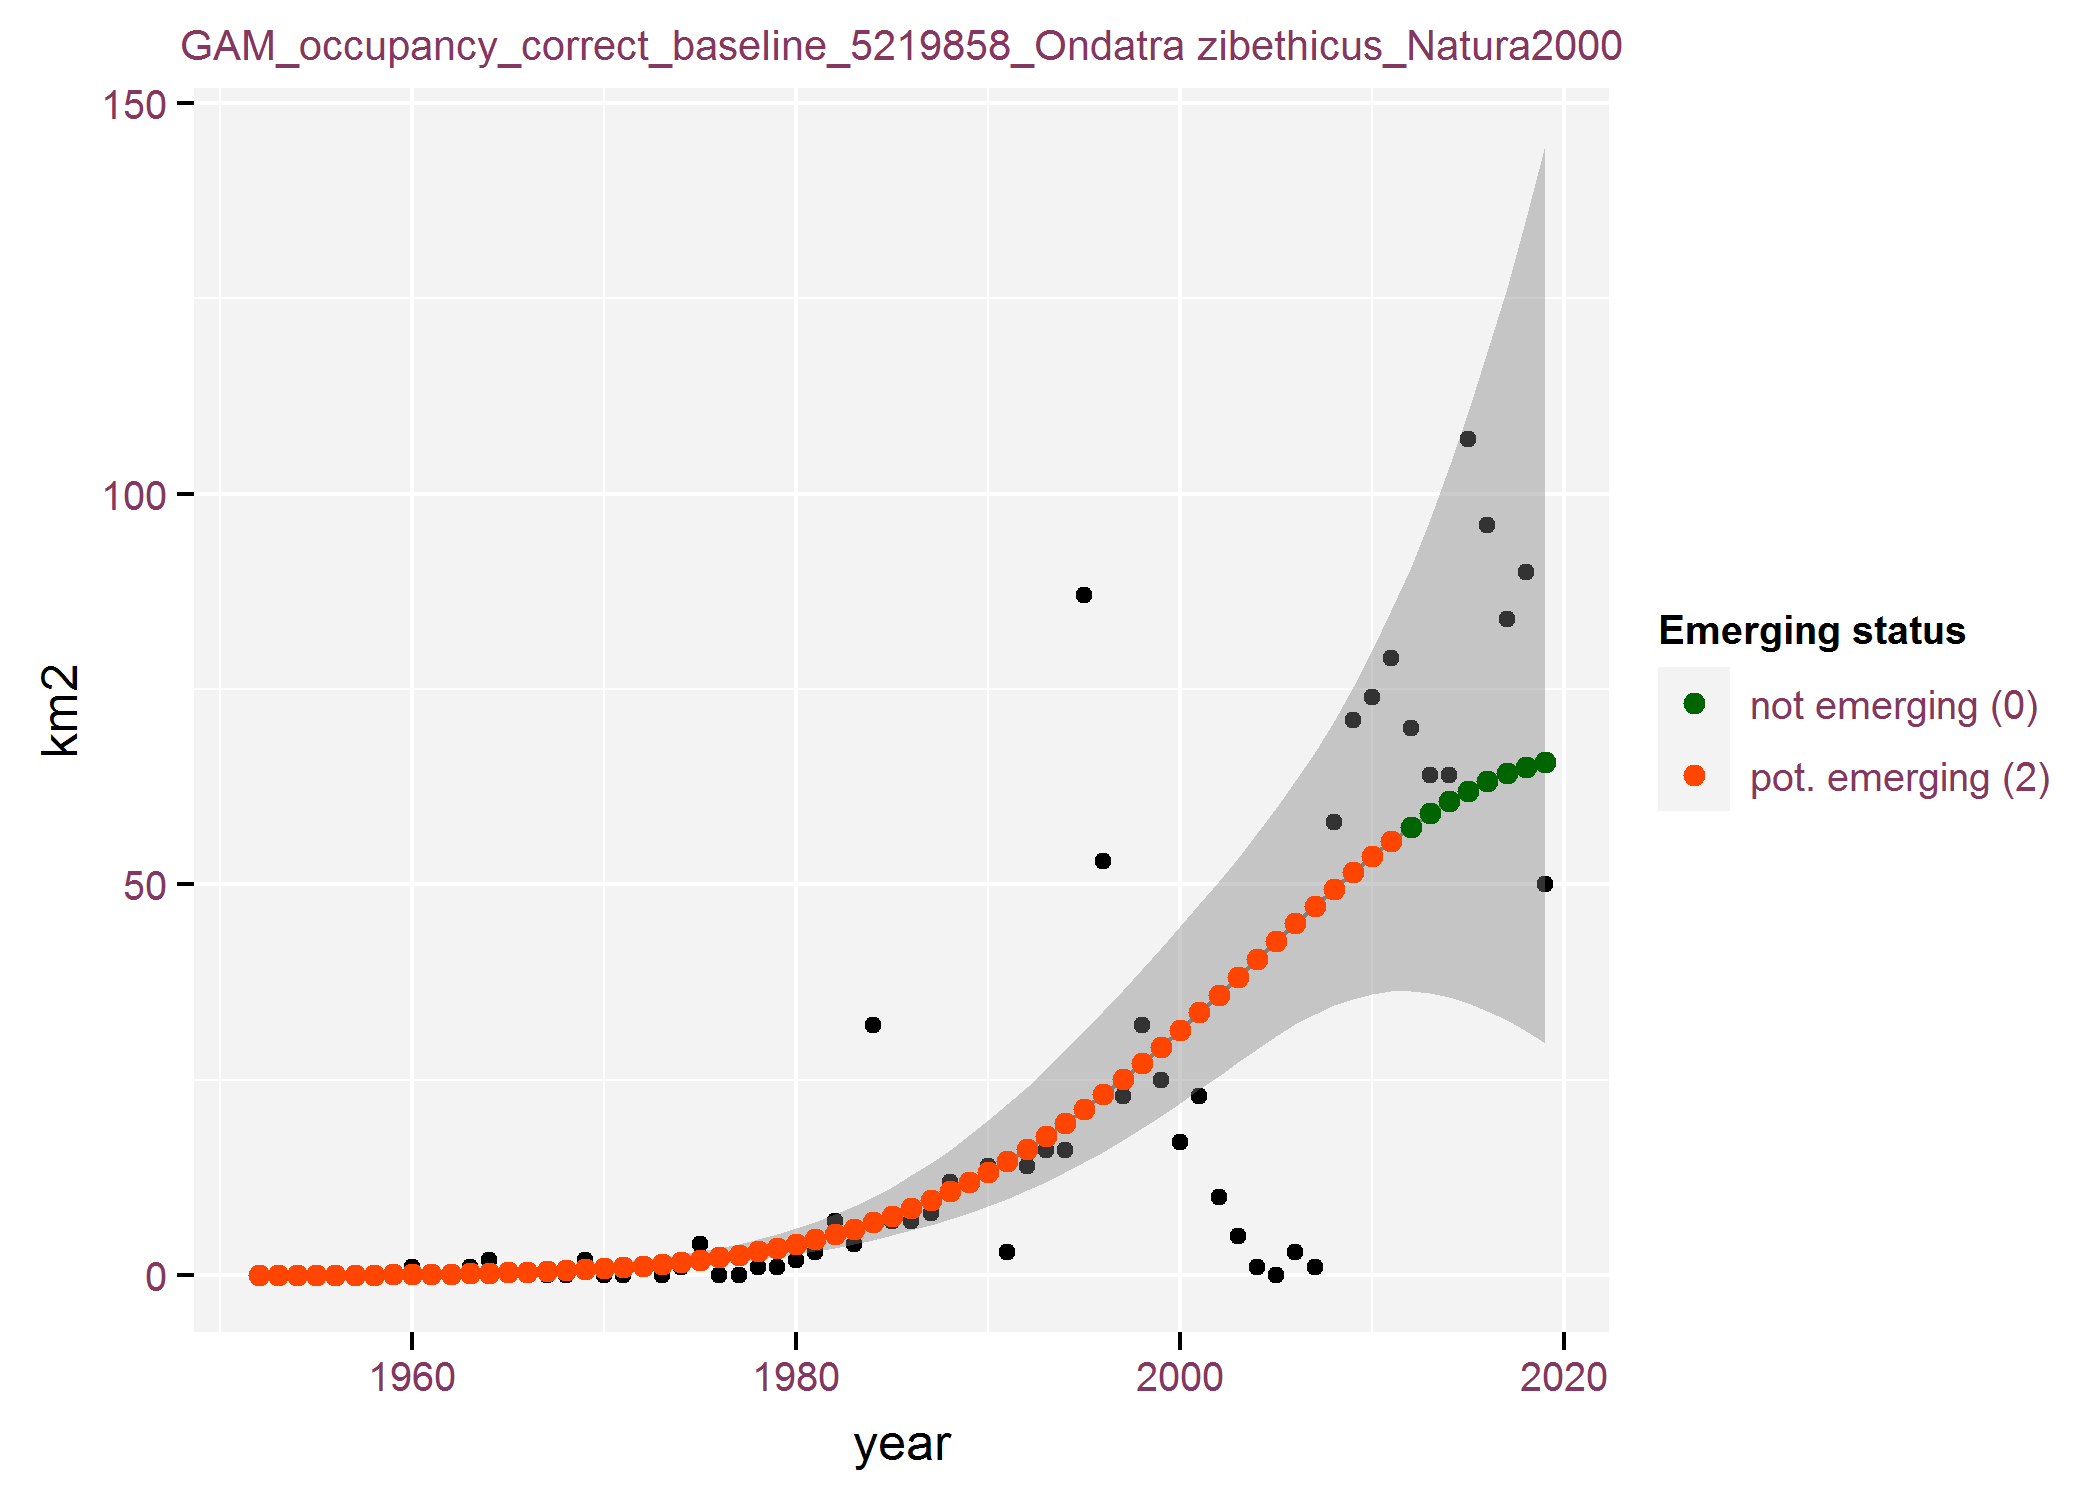 GAM_occupancy_correct_baseline_5219858_Ondatra zibethicus_Natura2000
150
100
50
0
km2
1960
1980
2000
2020
year
Emerging status
not emerging (0)
pot. emerging (2)